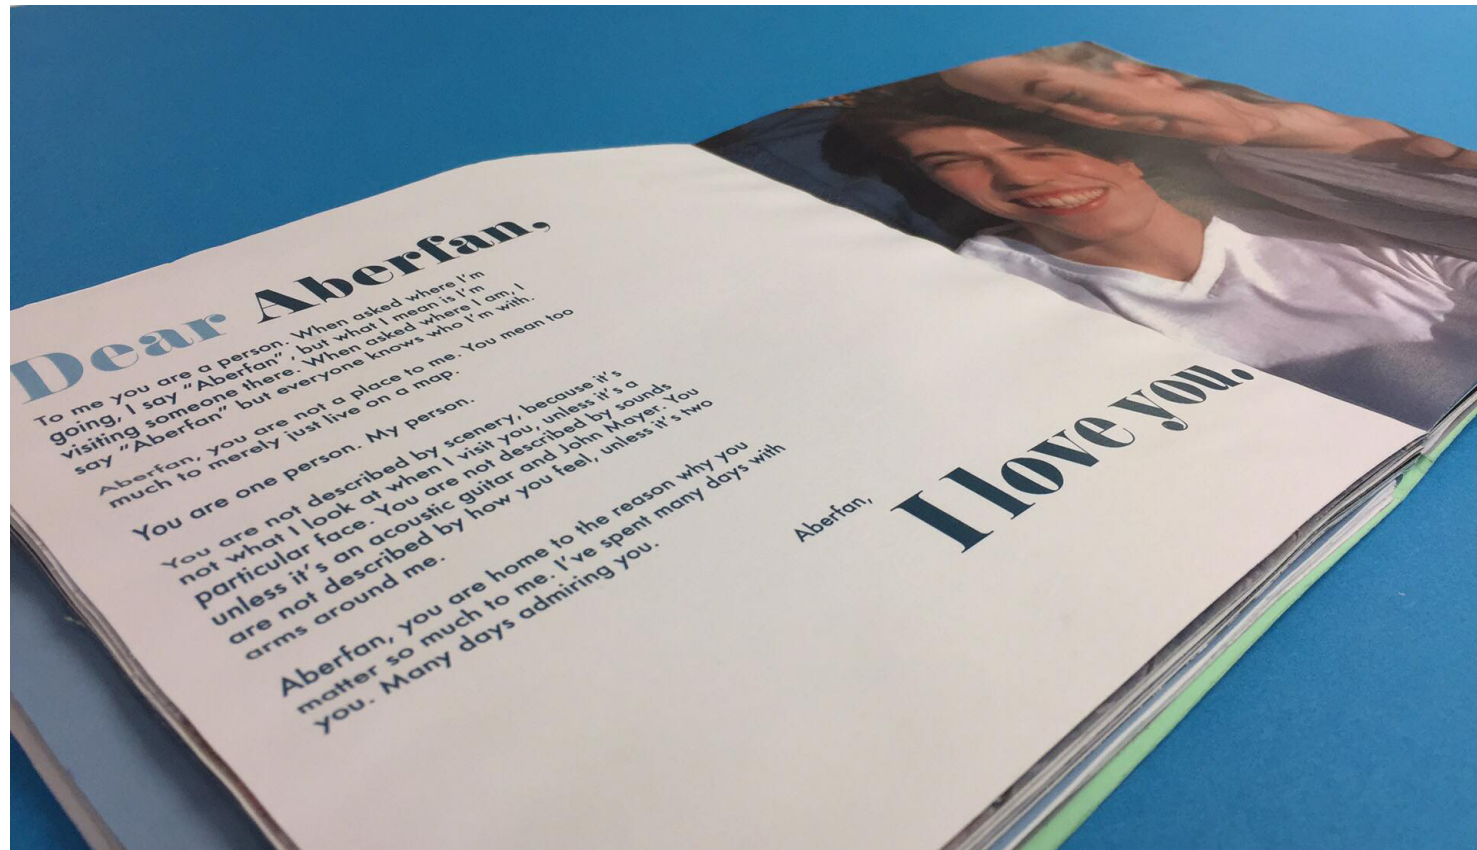 Dear Aberfan,
To me you are a person. When asked where I'm
going, I say "Aberfan", but what I mean is I'm
visiting someone there. When asked where I am, I
say "Aberfan" but everyone knows who I'm with.
Aberfan, you are not a place to me. You mean too
much to merely just live on a map.
You are one person. My person.
You are not described by scenery, because it's
not what I look at when I visit you, unless it's a
particular face. You are not described by sounds
unless it's an acoustic guitar and John Mayer. You
are not described by how you feel, unless it's two
arms around me.
Aberfan, you are home to the reason why you
matter so much to me. I've spent many days with
you. Many days admiring you.
Aberfan,
I love you.